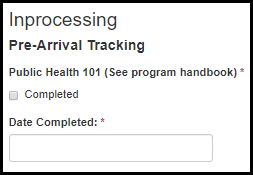 Inprocessing
Pre-Arrival Tracking
Public Health 101 (See program handbook) *
Completed
Date Completed: *